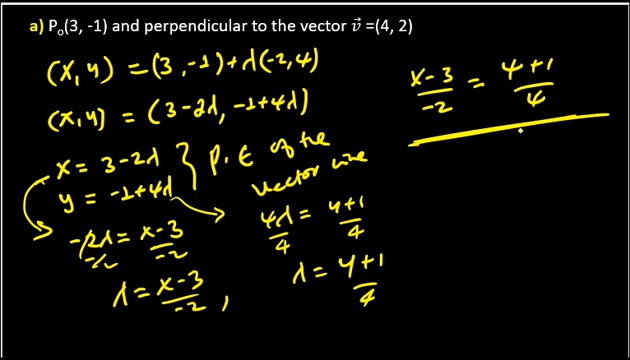 a) P₀(3, -1) and perpendicular to the vector v⃗ =(4, 2)
(x, y) = (3, -1) + λ(-2, 4)
(x, y) = (3-2λ, -1+4λ)
x = 3-2λ
y = -1+4λ
} P.E of the
vector line
-2λ/-2 = x-3/-2
λ = x-3/-2 ,
4λ/4 = y+1/4
λ = y+1/4
x-3/-2 = y+1/4